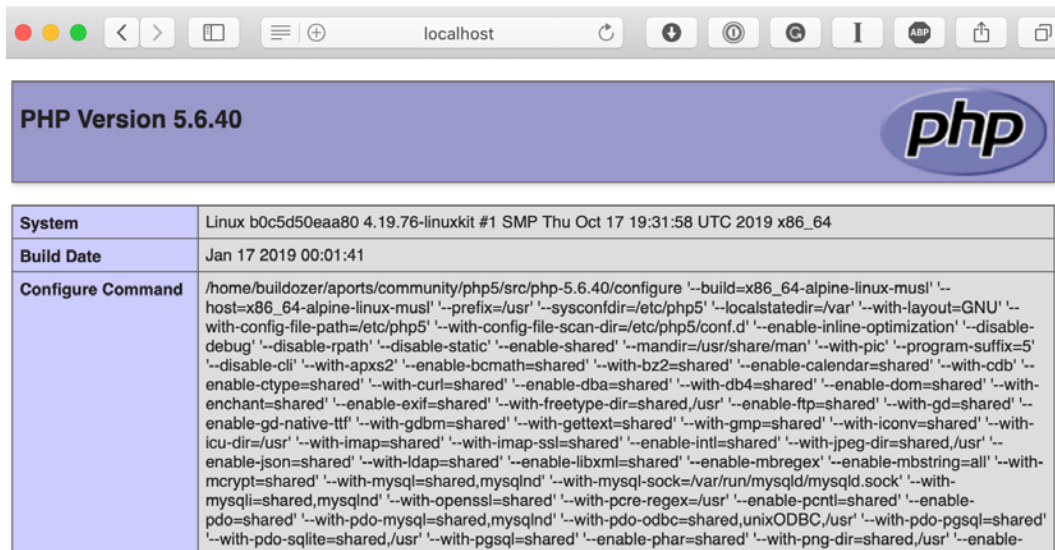 localhost
ABP
PHP Version 5.6.40
php
System
Linux b0c5d50eaa80 4.19.76-linuxkit #1 SMP Thu Oct 17 19:31:58 UTC 2019 x86_64
Build Date
Jan 17 2019 00:01:41
Configure Command
/home/buildozer/aports/community/php5/src/php-5.6.40/configure '--build=x86_64-alpine-linux-musl' '--
host=x86_64-alpine-linux-musl' '--prefix=/usr' '--sysconfdir=/etc/php5' '--localstatedir=/var' '--with-layout=GNU' '--
with-config-file-path=/etc/php5' '--with-config-file-scan-dir=/etc/php5/conf.d' '--enable-inline-optimization' '--disable-
debug' '--disable-rpath' '--disable-static' '--enable-shared' '--mandir=/usr/share/man' '--with-pic' '--program-suffix=5'
'--disable-cli' '--with-apxs2' '--enable-bcmath=shared' '--with-bz2=shared' '--enable-calendar=shared' '--with-cdb' '--
enable-ctype=shared' '--with-curl=shared' '--enable-dba=shared' '--with-db4=shared' '--enable-dom=shared' '--with-
enchant=shared' '--enable-exif=shared' '--with-freetype-dir=shared,/usr' '--enable-ftp=shared' '--with-gd=shared' '--
enable-gd-native-ttf' '--with-gdbm=shared' '--with-gettext=shared' '--with-gmp=shared' '--with-iconv=shared' '--with-
icu-dir=/usr' '--with-imap=shared' '--with-imap-ssl=shared' '--enable-intl=shared' '--with-jpeg-dir=shared,/usr' '--
enable-json=shared' '--with-ldap=shared' '--enable-libxml=shared' '--enable-mbregex' '--enable-mbstring=all' '--with-
mcrypt=shared' '--with-mysql=shared,mysqlnd' '--with-mysql-sock=/var/run/mysqld/mysqld.sock' '--with-
mysqli=shared,mysqlnd' '--with-openssl=shared' '--with-pcre-regex=/usr' '--enable-pcntl=shared' '--enable-
pdo=shared' '--with-pdo-mysql=shared,mysqlnd' '--with-pdo-odbc=shared,unixODBC,/usr' '--with-pdo-pgsql=shared'
'--with-pdo-sqlite=shared,/usr' '--with-pgsql=shared' '--enable-phar=shared' '--with-png-dir=shared,/usr' '--enable-